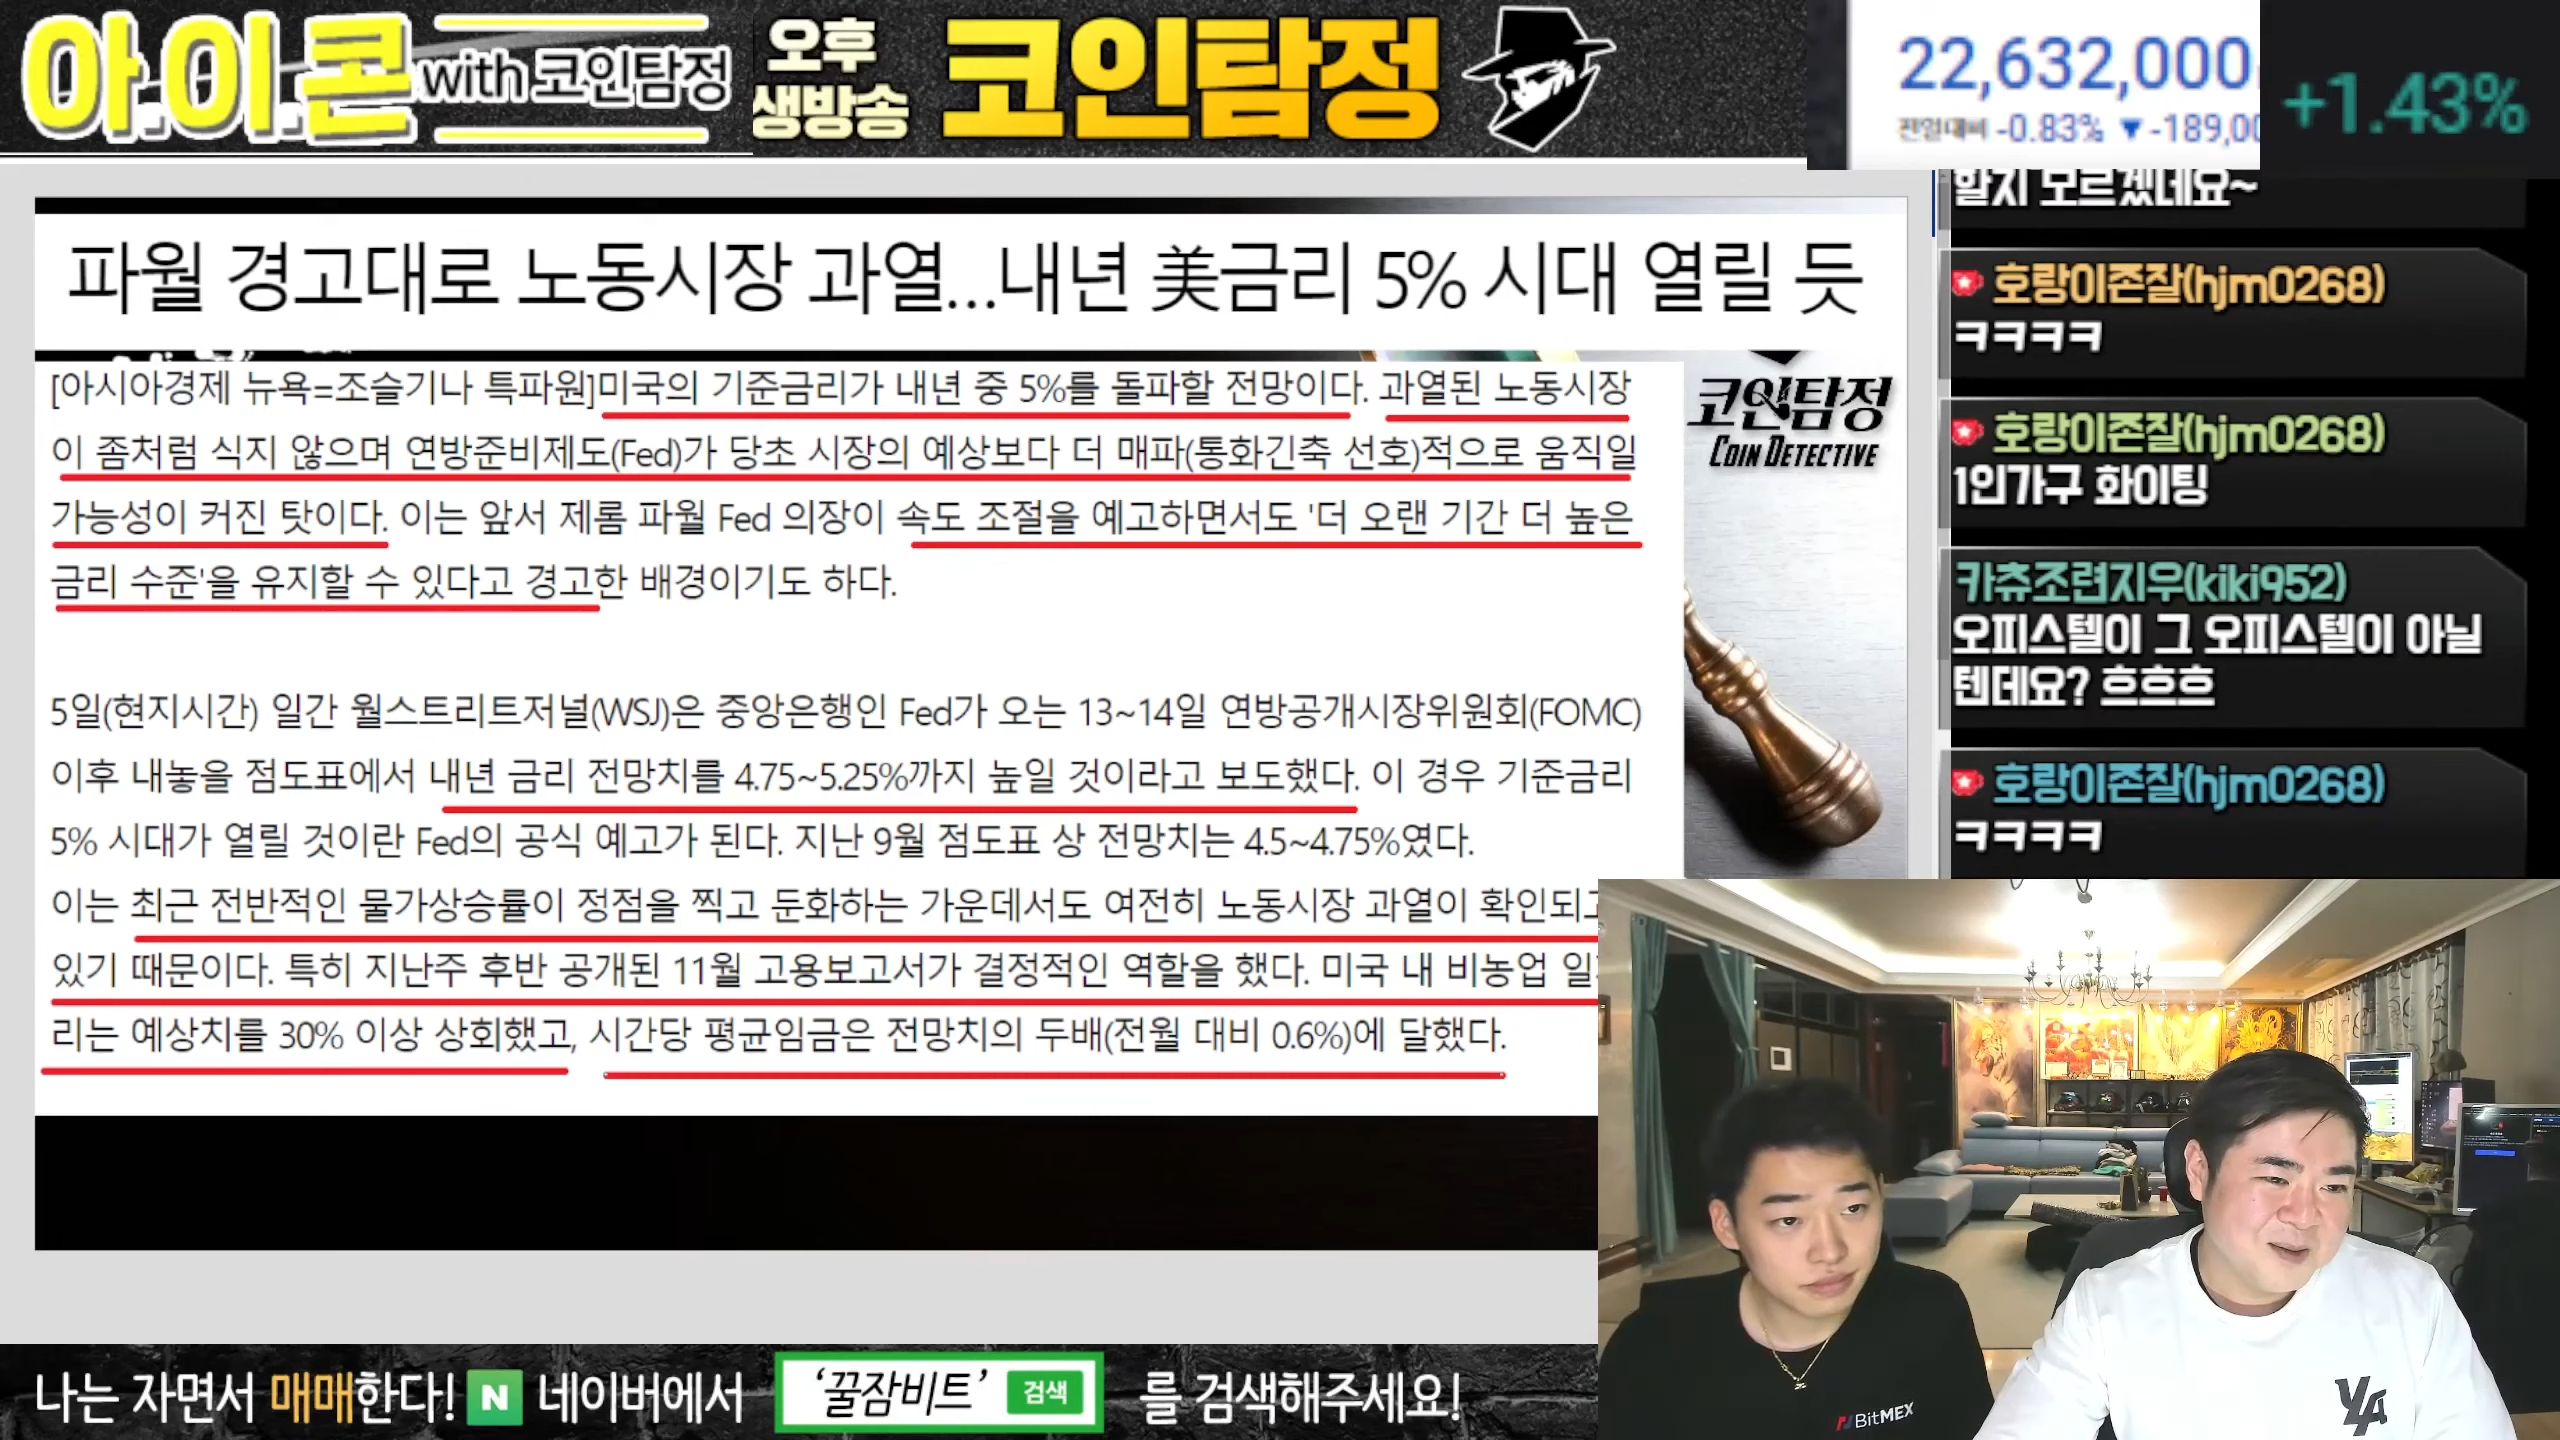 아이콘 with 코인탐정
오후
생방송
코인탐정
22,632,000
전일대비 -0.83% ▼ -189,00
+1.43%
파월 경고대로 노동시장 과열...내년 美금리 5% 시대 열릴 듯
[아시아경제 뉴욕=조슬기나 특파원]미국의 기준금리가 내년 중 5%를 돌파할 전망이다. 과열된 노동시장
이 좀처럼 식지 않으며 연방준비제도(Fed)가 당초 시장의 예상보다 더 매파(통화긴축 선호)적으로 움직일
가능성이 커진 탓이다. 이는 앞서 제롬 파월 Fed 의장이 속도 조절을 예고하면서도 '더 오랜 기간 더 높은
금리 수준'을 유지할 수 있다고 경고한 배경이기도 하다.
5일(현지시간) 일간 월스트리트저널(WSJ)은 중앙은행인 Fed가 오는 13~14일 연방공개시장위원회(FOMC)
이후 내놓을 점도표에서 내년 금리 전망치를 4.75~5.25%까지 높일 것이라고 보도했다. 이 경우 기준금리
5% 시대가 열릴 것이란 Fed의 공식 예고가 된다. 지난 9월 점도표 상 전망치는 4.5~4.75%였다.
이는 최근 전반적인 물가상승률이 정점을 찍고 둔화하는 가운데서도 여전히 노동시장 과열이 확인되고
있기 때문이다. 특히 지난주 후반 공개된 11월 고용보고서가 결정적인 역할을 했다. 미국 내 비농업 일
리는 예상치를 30% 이상 상회했고, 시간당 평균임금은 전망치의 두배(전월 대비 0.6%)에 달했다.
코인탐정
COIN DETECTIVE
할지 모르겠네요~
호랑이존잘(hjm0268)
ㅋㅋㅋㅋ
호랑이존잘(hjm0268)
1인가구 화이팅
카츄조련지우(kiki952)
오피스텔이 그 오피스텔이 아닐
텐데요? 흐흐흐
호랑이존잘(hjm0268)
ㅋㅋㅋㅋ
BitMEX
YA
나는 자면서 매매한다! N 네이버에서 '꿀잠비트' 검색 를 검색해주세요!